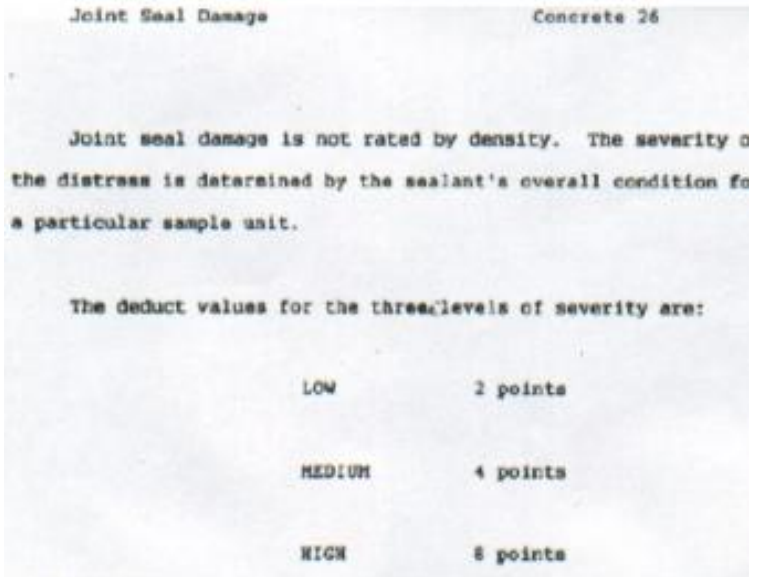 Joint Seal Damage Concrete 26
Joint seal damage is not rated by density. The severity o
the distress is determined by the sealant's overall condition fo
a particular sample unit.
The deduct values for the three levels of severity are:
LOW 2 points
MEDIUM 4 points
HIGH 8 points